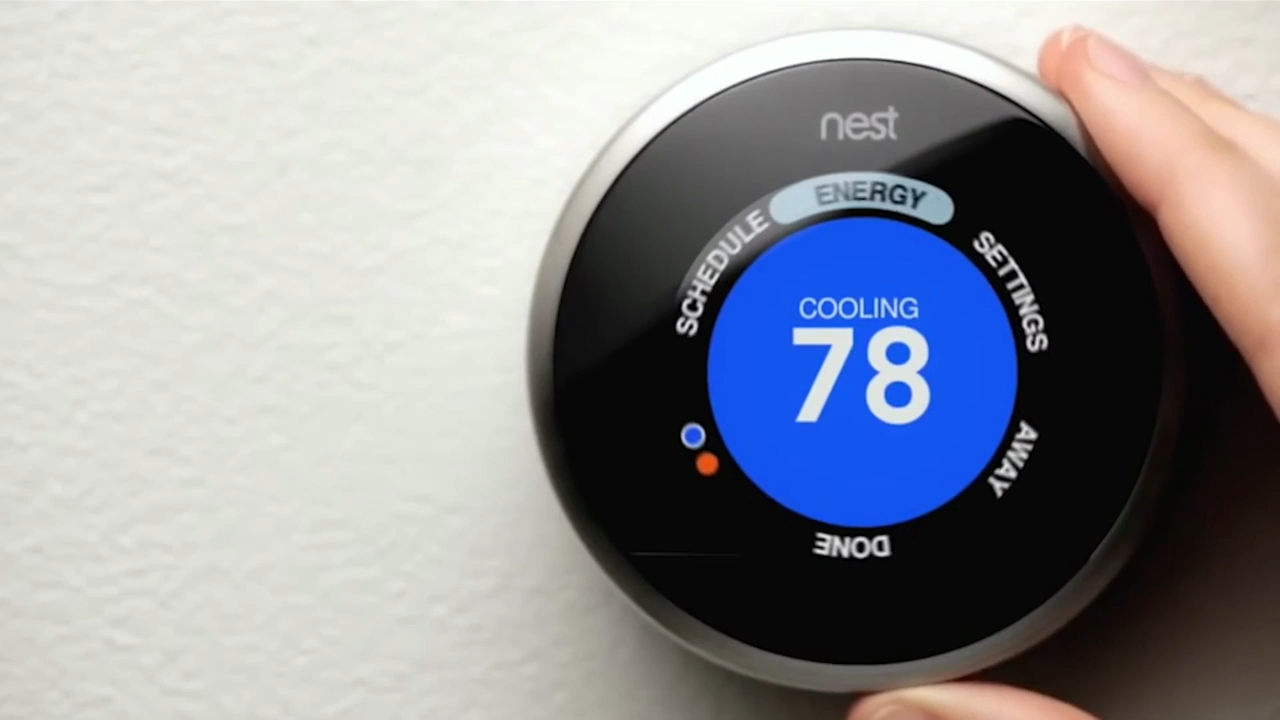 nest
ENERGY
SCHEDULE
SETTINGS
COOLING
78
AWAY
DONE